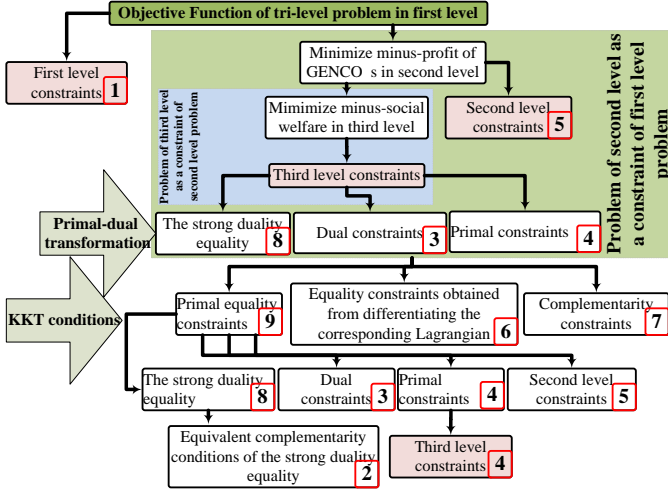 Objective Function of tri-level problem in first level
First level
constraints
1
Minimize minus-profit of
GENCO s in second level
Second level
constraints
5
Mimimize minus-social
welfare in third level
Problem of third level
as a constraint of
second level problem
Problem of second level as
a constraint of first level
problem
Third level constraints
Primal-dual
transformation
The strong duality
equality
8
Dual constraints
3
Primal constraints
4
KKT conditions
Primal equality
constraints
9
Equality constraints obtained
from differentiating the
corresponding Lagrangian
6
Complementarity
constraints
7
The strong duality
equality
8
Dual
constraints
3
Primal
constraints
4
Second level
constraints
5
Equivalent complementarity
conditions of the strong duality
equality
2
Third level
constraints
4